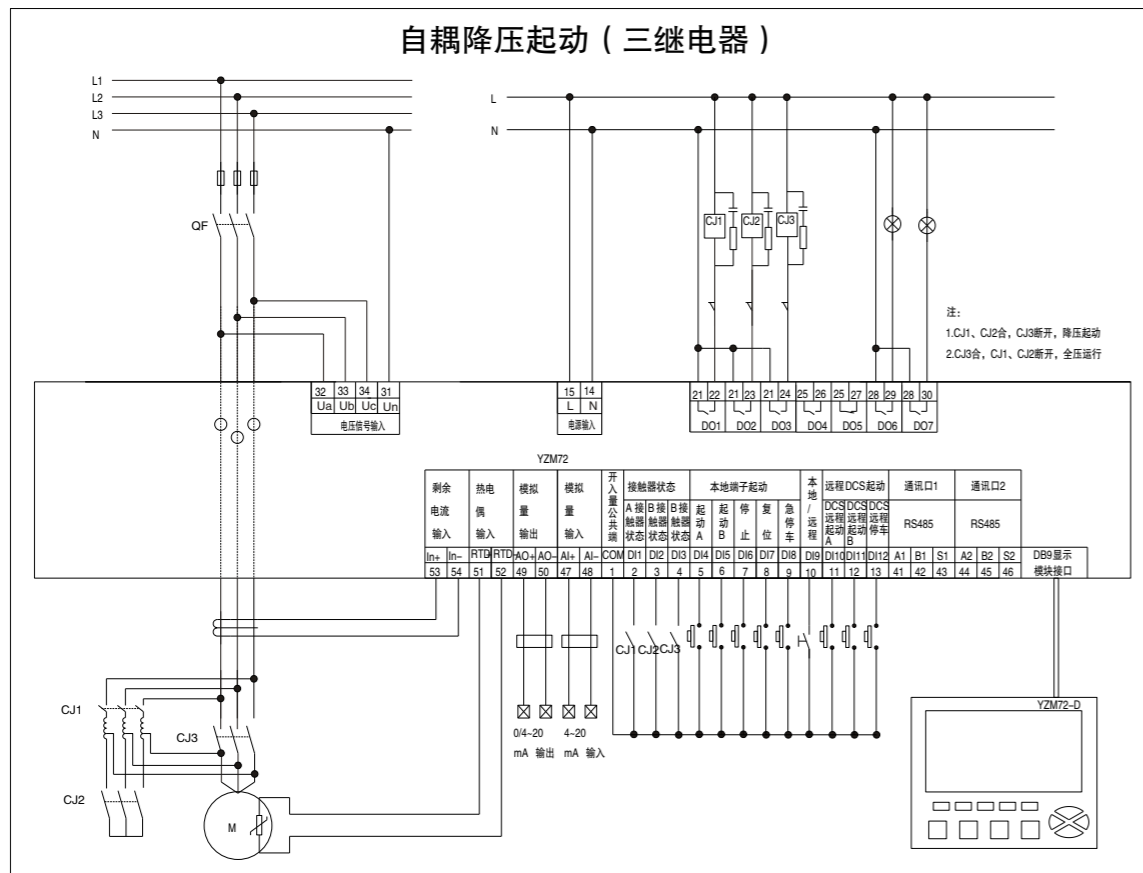 自耦降压起动（三继电器）
L1
L2
L3
N
L
N
QF
CJ1
CJ2
CJ3
注：
1.CJ1、CJ2合，CJ3断开，降压起动
2.CJ3合，CJ1、CJ2断开，全压运行
32 33 34 31
Ua Ub Uc Un
电压信号输入
15 14
L N
电源输入
21 22 21 23 21 24 25 26 25 27 28 29 28 30
DO1 DO2 DO3 DO4 DO5 DO6 DO7
YZM72
剩余电流输入
热电偶输入
模拟量输出
模拟量输入
开入量公共端
接触器状态
A接触器状态
B接触器状态
B接触器状态
本地端子起动
起动A
起动B
停止
复位
急停车
本地/远程
远程DCS起动
DCS远程起动A
DCS远程起动B
DCS远程停车
通讯口1
RS485
通讯口2
RS485
In+ In- RTD RTD AO+ AO- AI+ AI- COM DI1 DI2 DI3 DI4 DI5 DI6 DI7 DI8 DI9 DI10 DI11 DI12 A1 B1 S1 A2 B2 S2
DB9显示
模块接口
53 54 51 52 49 50 47 48 1 2 3 4 5 6 7 8 9 10 11 12 13 41 42 43 44 45 46
CJ1 CJ2 CJ3
CJ1
CJ3
CJ2
M
0/4~20
mA 输出
4~20
mA 输入
YZM72-D